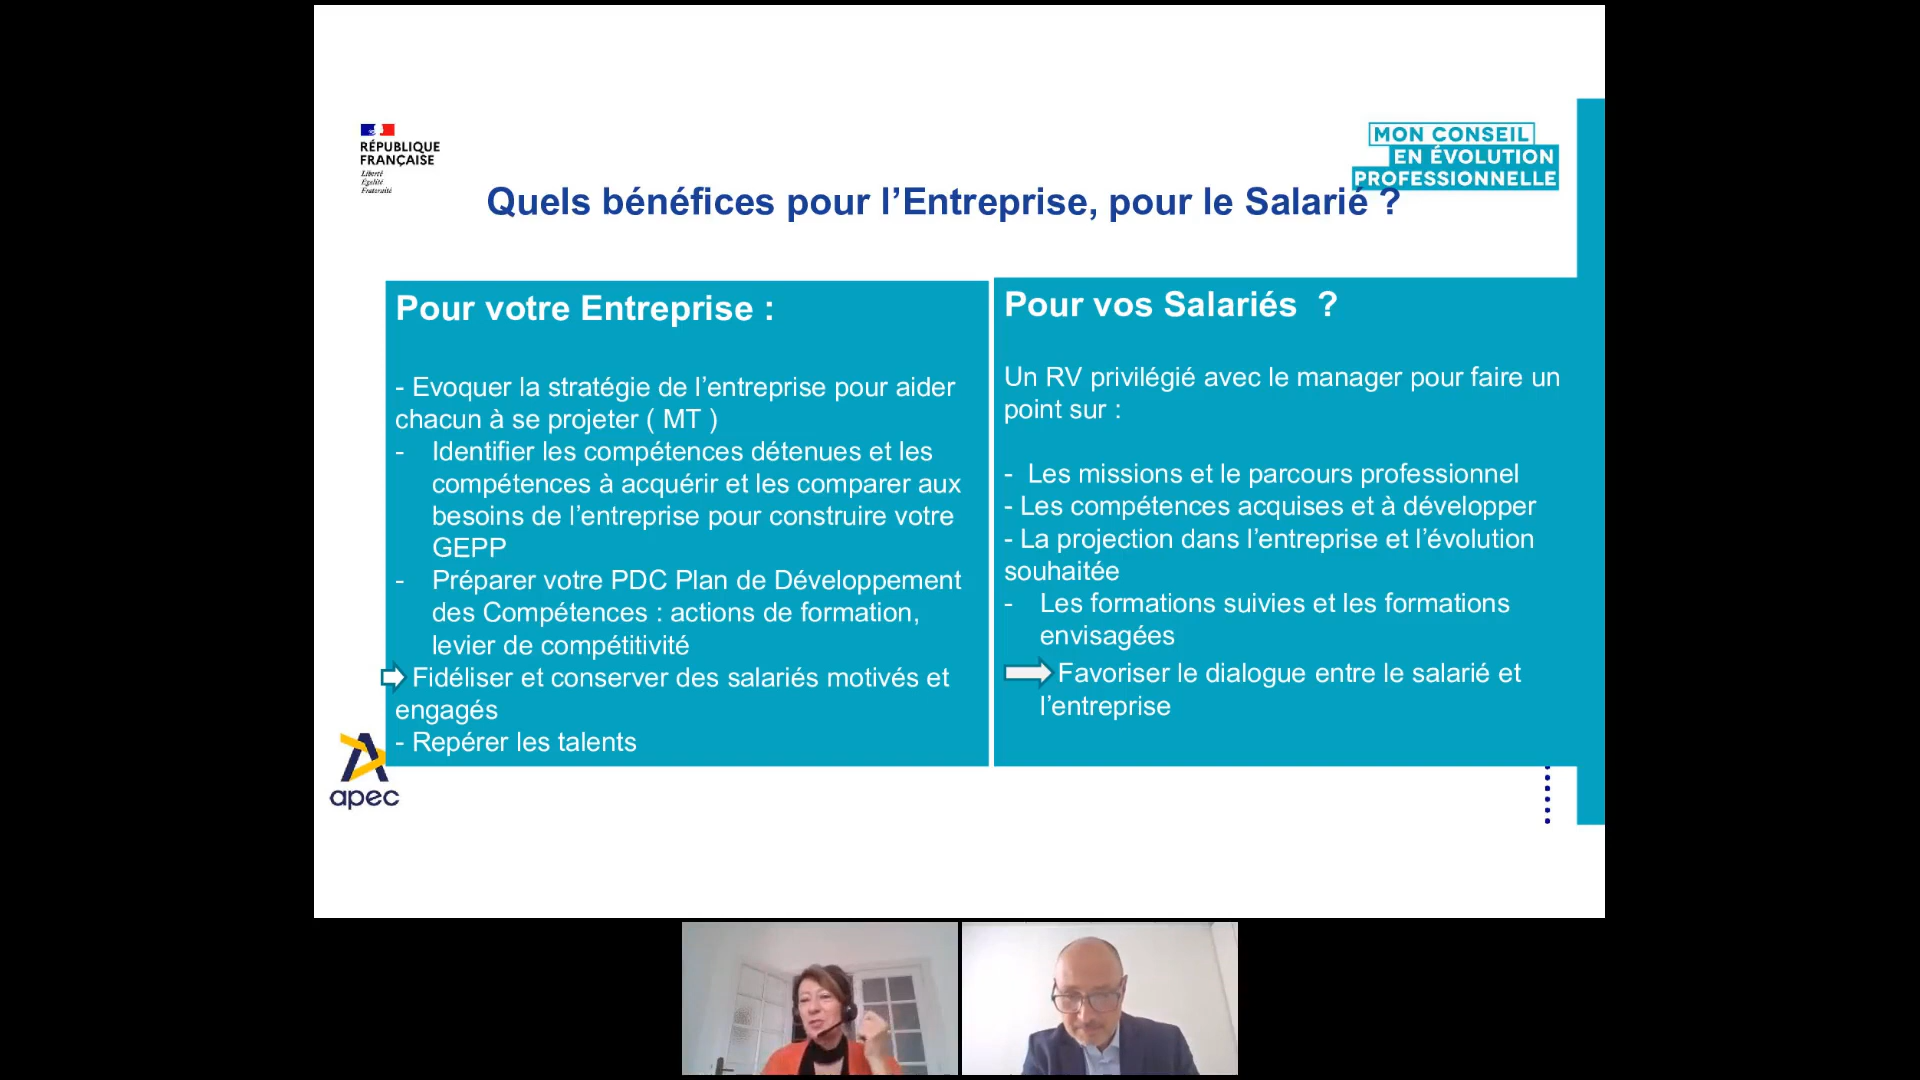 RÉPUBLIQUE
FRANÇAISE
Liberté
Égalité
Fraternité
MON CONSEIL
EN ÉVOLUTION
PROFESSIONNELLE
Quels bénéfices pour l’Entreprise, pour le Salarié ?
Pour votre Entreprise :
- Evoquer la stratégie de l’entreprise pour aider
chacun à se projeter ( MT )
- Identifier les compétences détenues et les
compétences à acquérir et les comparer aux
besoins de l’entreprise pour construire votre
GEPP
- Préparer votre PDC Plan de Développement
des Compétences : actions de formation,
levier de compétitivité
Fidéliser et conserver des salariés motivés et
engagés
- Repérer les talents
Pour vos Salariés ?
Un RV privilégié avec le manager pour faire un
point sur :
- Les missions et le parcours professionnel
- Les compétences acquises et à développer
- La projection dans l’entreprise et l’évolution
souhaitée
- Les formations suivies et les formations
envisagées
Favoriser le dialogue entre le salarié et
l’entreprise
apec